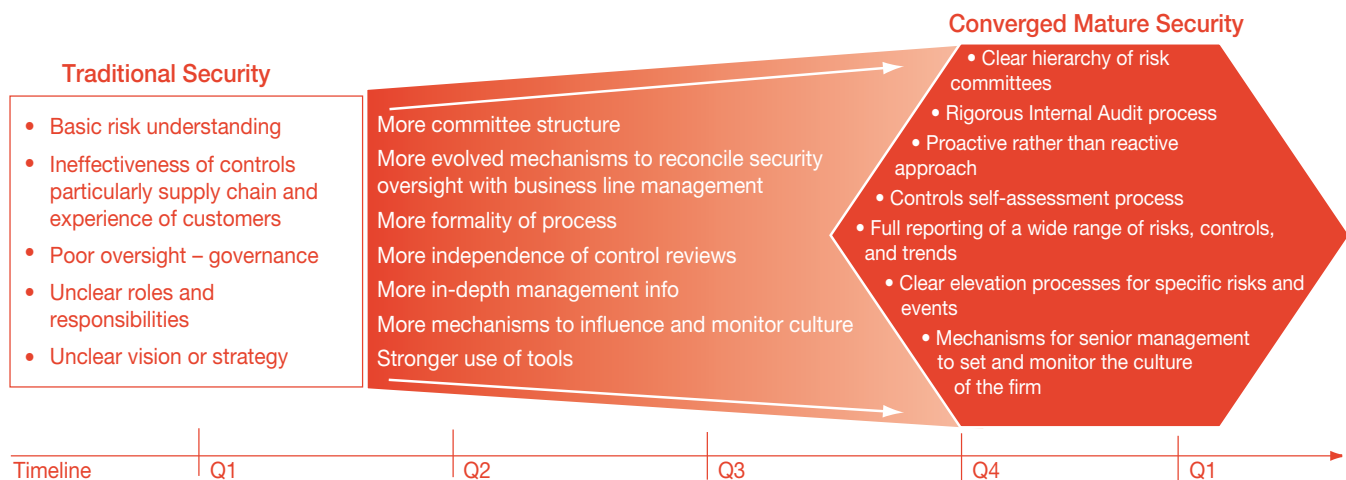 Traditional Security
• Basic risk understanding
• Ineffectiveness of controls
particularly supply chain and
experience of customers
• Poor oversight – governance
• Unclear roles and
responsibilities
• Unclear vision or strategy
More committee structure
More evolved mechanisms to reconcile security
oversight with business line management
More formality of process
More independence of control reviews
More in-depth management info
More mechanisms to influence and monitor culture
Stronger use of tools
Converged Mature Security
• Clear hierarchy of risk
committees
• Rigorous Internal Audit process
• Proactive rather than reactive
approach
• Controls self-assessment process
• Full reporting of a wide range of risks, controls,
and trends
• Clear elevation processes for specific risks and
events
• Mechanisms for senior management
to set and monitor the culture
of the firm
Timeline
Q1
Q2
Q3
Q4
Q1